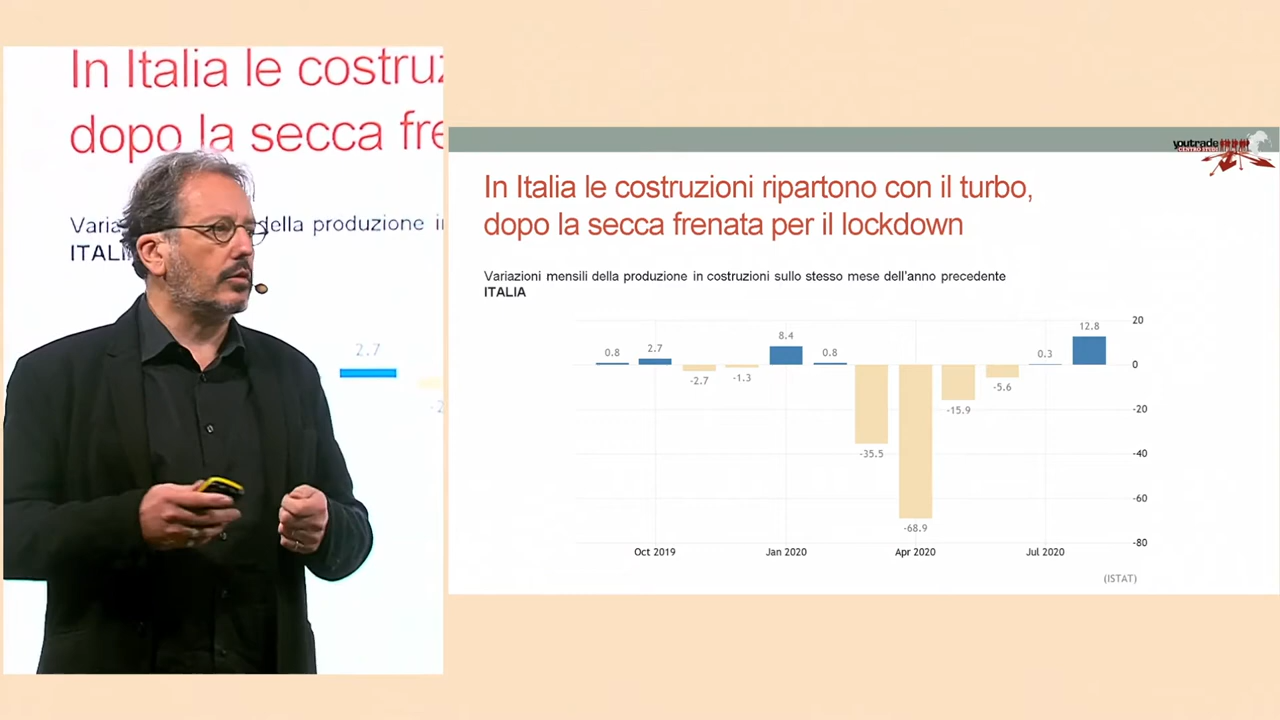 In Italia le costruz
dopo la secca fre
Varia della produzione i
ITALI
2.7
youtrade
CENTRO STUDI
In Italia le costruzioni ripartono con il turbo,
dopo la secca frenata per il lockdown
Variazioni mensili della produzione in costruzioni sullo stesso mese dell'anno precedente
ITALIA
20
0
-20
-40
-60
-80
0.8
2.7
-2.7
-1.3
8.4
0.8
-35.5
-68.9
-15.9
-5.6
0.3
12.8
Oct 2019
Jan 2020
Apr 2020
Jul 2020
(ISTAT)